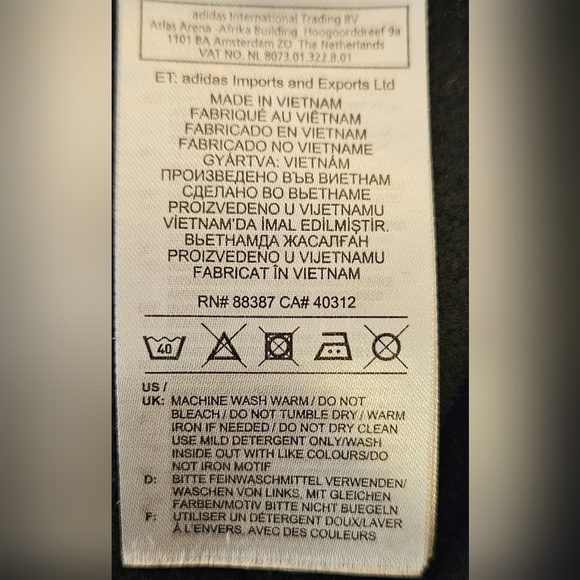 adidas International Trading BV
Atlas Arena -Afrika Building Hoogoorddreef 9a
1101 BA Amsterdam ZO The Netherlands
VAT NO. NL 8073.01.322.B.01
ET: adidas Imports and Exports Ltd
MADE IN VIETNAM
FABRIQUÉ AU VIÊTNAM
FABRICADO EN VIETNAM
FABRICADO NO VIETNAME
GYÁRTVA: VIETNÁM
ПРОИЗВЕДЕНО ВЪВ ВИЕТНАМ
СДЕЛАНО ВО ВЬЕТНАМЕ
PROIZVEDENO U VIJETNAMU
VİETNAM'DA İMAL EDİLMİŞTİR.
ВЬЕТНАМДА ЖАСАЛҒАН
PROIZVEDENO U VIJETNAMU
FABRICAT ÎN VIETNAM
RN# 88387 CA# 40312
40
US /
UK: MACHINE WASH WARM / DO NOT
BLEACH / DO NOT TUMBLE DRY / WARM
IRON IF NEEDED / DO NOT DRY CLEAN
USE MILD DETERGENT ONLY/WASH
INSIDE OUT WITH LIKE COLOURS/DO
NOT IRON MOTIF
D: BITTE FEINWASCHMITTEL VERWENDEN/
WASCHEN VON LINKS, MIT GLEICHEN
FARBEN/MOTIV BITTE NICHT BUEGELN
F: UTILISER UN DÉTERGENT DOUX/LAVER
À L'ENVERS, AVEC DES COULEURS